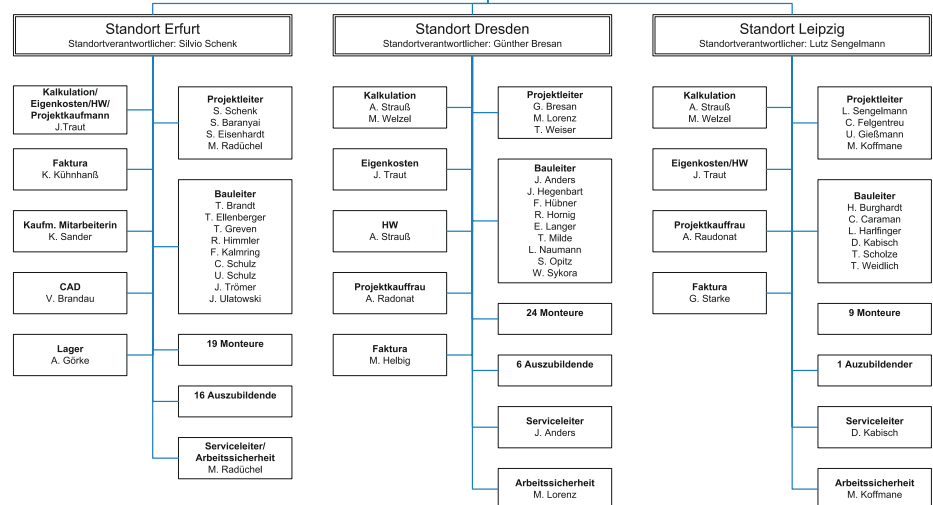 Standort Erfurt
Standortverantwortlicher: Silvio Schenk
Kalkulation/
Eigenkosten/HW/
Projektkaufmann
J.Traut
Faktura
K. Kühnhanß
Kaufm. Mitarbeiterin
K. Sander
CAD
V. Brandau
Lager
A. Görke
Projektleiter
S. Schenk
S. Baranyai
S. Eisenhardt
M. Radüchel
Bauleiter
T. Brandt
T. Ellenberger
T. Greven
R. Himmler
F. Kalmring
C. Schulz
U. Schulz
J. Trömer
J. Ulatowski
19 Monteure
16 Auszubildende
Serviceleiter/
Arbeitssicherheit
M. Radüchel
Standort Dresden
Standortverantwortlicher: Günther Bresan
Kalkulation
A. Strauß
M. Welzel
Eigenkosten
J. Traut
HW
A. Strauß
Projektkauffrau
A. Radonat
Faktura
M. Helbig
Projektleiter
G. Bresan
M. Lorenz
T. Weiser
Bauleiter
J. Anders
J. Hegenbart
F. Hübner
R. Hornig
E. Langer
T. Milde
L. Naumann
S. Opitz
W. Sykora
24 Monteure
6 Auszubildende
Serviceleiter
J. Anders
Arbeitssicherheit
M. Lorenz
Standort Leipzig
Standortverantwortlicher: Lutz Sengelmann
Kalkulation
A. Strauß
M. Welzel
Eigenkosten/HW
J. Traut
Projektkauffrau
A. Raudonat
Faktura
G. Starke
Projektleiter
L. Sengelmann
C. Felgentreu
U. Gießmann
M. Koffmane
Bauleiter
H. Burghardt
C. Caraman
L. Harlfinger
D. Kabisch
T. Scholze
T. Weidlich
9 Monteure
1 Auzubildender
Serviceleiter
D. Kabisch
Arbeitssicherheit
M. Koffmane